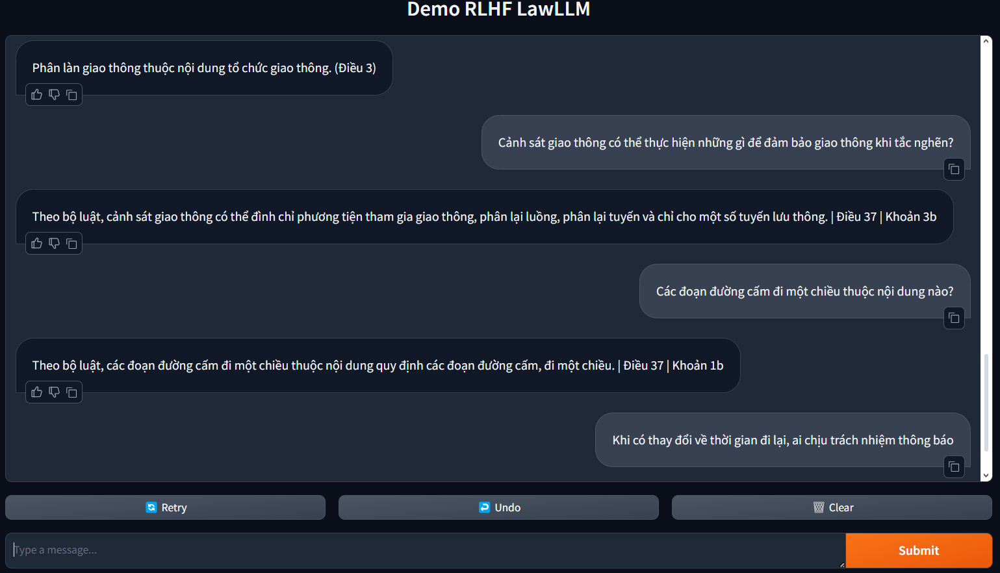 Demo RLHF LawLLM
Phân làn giao thông thuộc nội dung tổ chức giao thông. (Điều 3)
Cảnh sát giao thông có thể thực hiện những gì để đảm bảo giao thông khi tắc nghẽn?
Theo bộ luật, cảnh sát giao thông có thể đình chỉ phương tiện tham gia giao thông, phân lại luồng, phân lại tuyến và chỉ cho một số tuyến lưu thông. | Điều 37 | Khoản 3b
Các đoạn đường cấm đi một chiều thuộc nội dung nào?
Theo bộ luật, các đoạn đường cấm đi một chiều thuộc nội dung quy định các đoạn đường cấm, đi một chiều. | Điều 37 | Khoản 1b
Khi có thay đổi về thời gian đi lại, ai chịu trách nhiệm thông báo
Retry
Undo
Clear
Type a message...
Submit